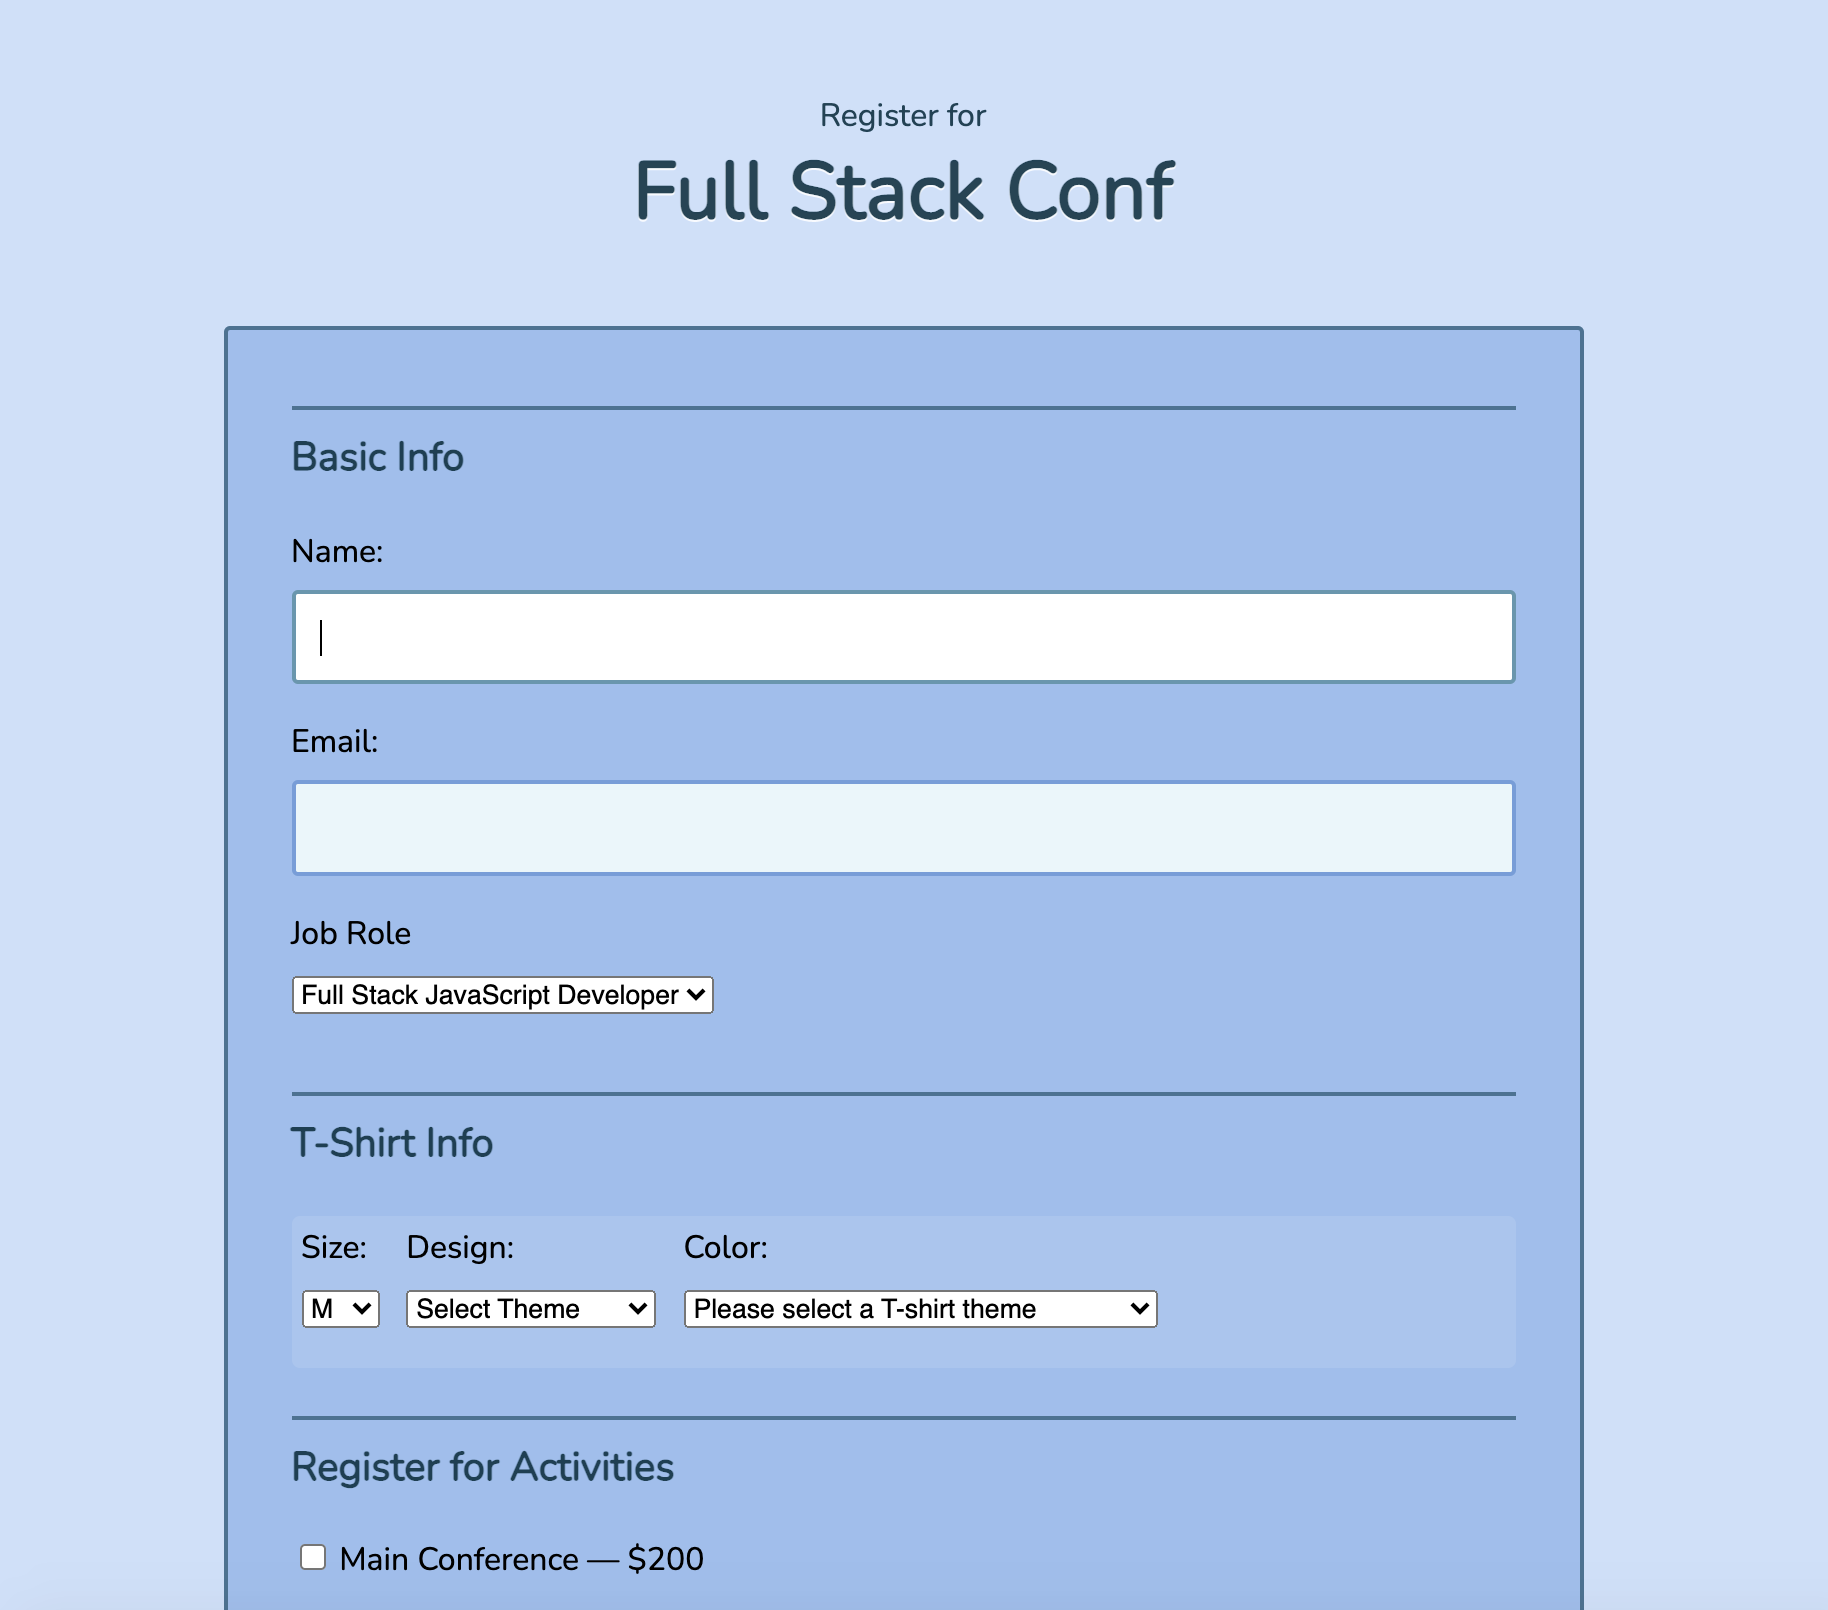 Register for
Full Stack Conf
Basic Info
Name:
Email:
Job Role
Full Stack JavaScript Developer
T-Shirt Info
Size: Design: Color:
M Select Theme Please select a T-shirt theme
Register for Activities
Main Conference — $200